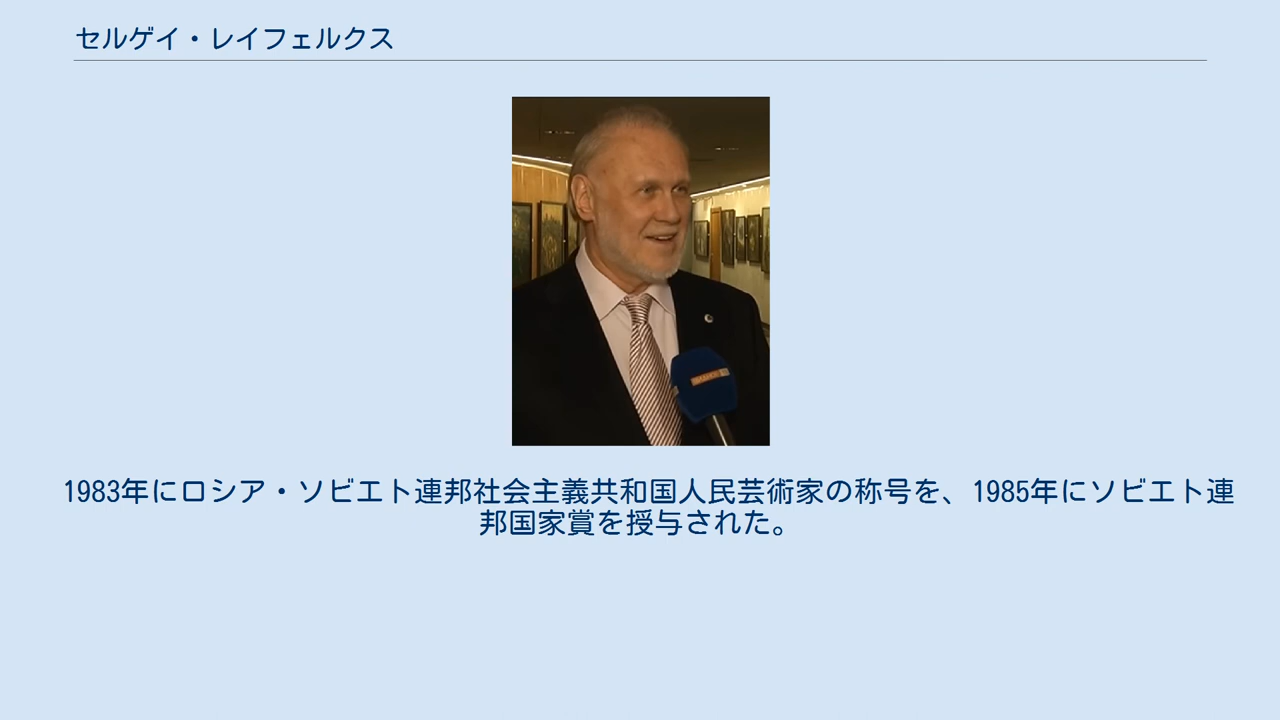 セルゲイ・レイフェルクス
1983年にロシア・ソビエト連邦社会主義共和国人民芸術家の称号を、1985年にソビエト連
邦国家賞を授与された。